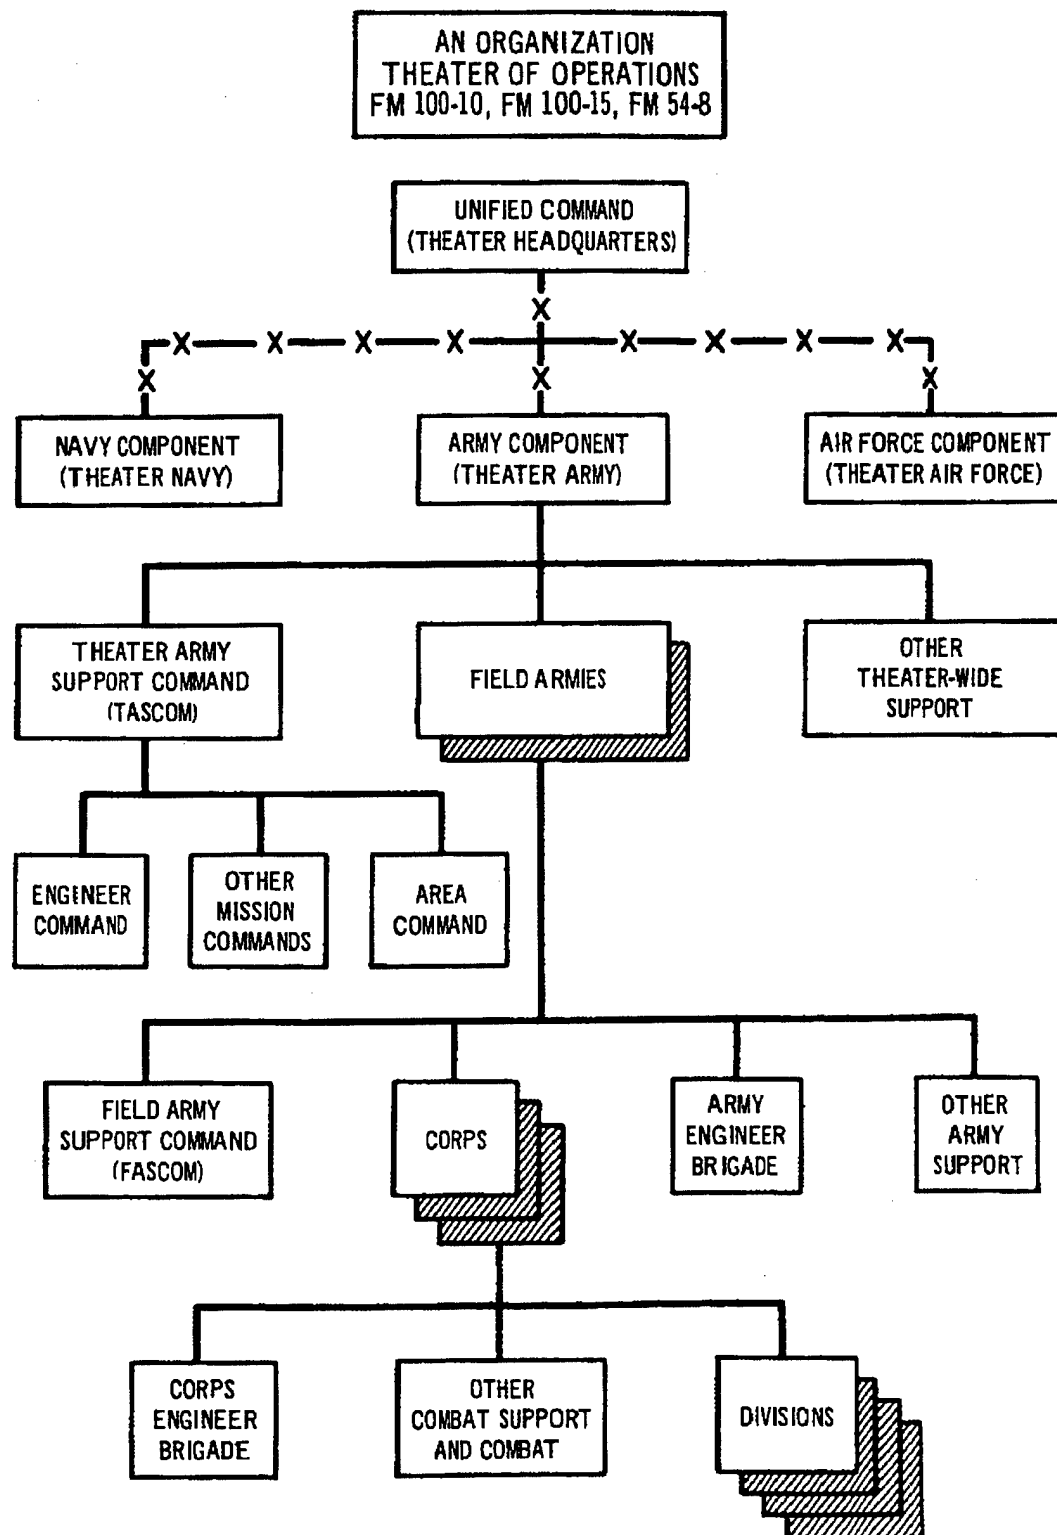 AN ORGANIZATION
THEATER OF OPERATIONS
FM 100-10, FM 100-15, FM 54-8
UNIFIED COMMAND
(THEATER HEADQUARTERS)
X
X X X X X X X X
X X X
NAVY COMPONENT
(THEATER NAVY)
ARMY COMPONENT
(THEATER ARMY)
AIR FORCE COMPONENT
(THEATER AIR FORCE)
THEATER ARMY
SUPPORT COMMAND
(TASCOM)
FIELD ARMIES
OTHER
THEATER-WIDE
SUPPORT
ENGINEER
COMMAND
OTHER
MISSION
COMMANDS
AREA
COMMAND
FIELD ARMY
SUPPORT COMMAND
(FASCOM)
CORPS
ARMY
ENGINEER
BRIGADE
OTHER
ARMY
SUPPORT
CORPS
ENGINEER
BRIGADE
OTHER
COMBAT SUPPORT
AND COMBAT
DIVISIONS